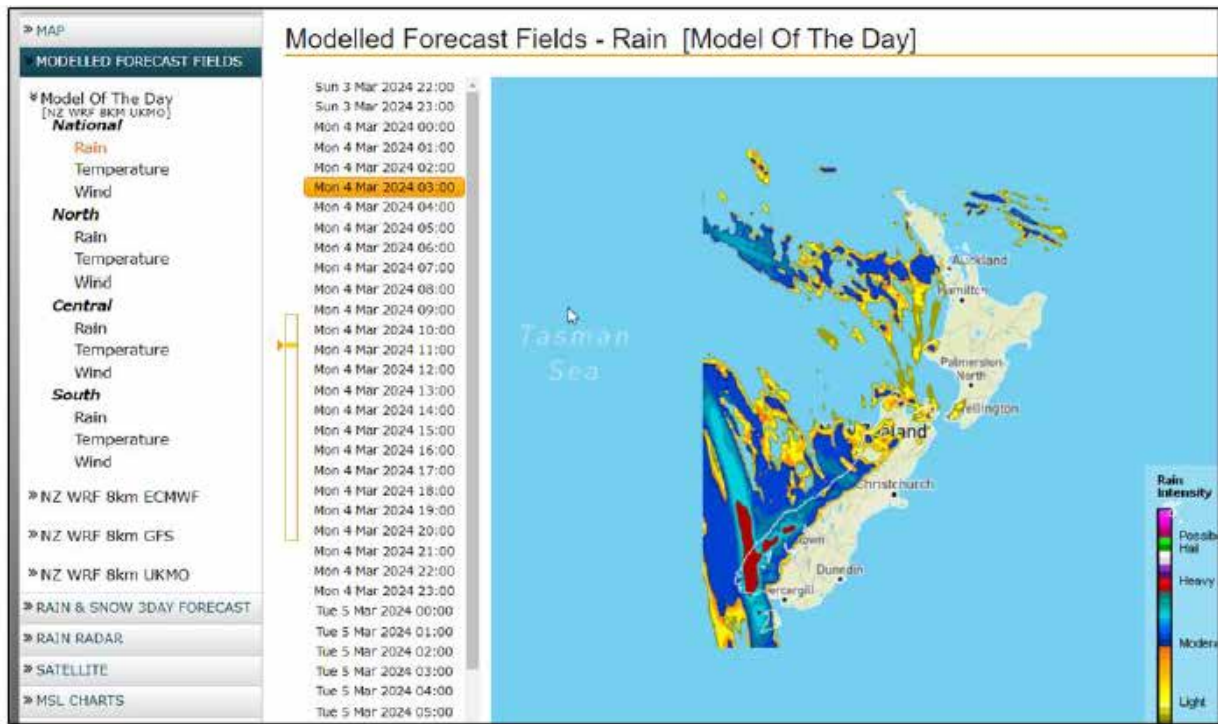 » MAP
MODELLED FORECAST FIELDS
Model Of The Day
[NZ WRF 8KM UKMO]
National
Rain
Temperature
Wind
North
Rain
Temperature
Wind
Central
Rain
Temperature
Wind
South
Rain
Temperature
Wind
» NZ WRF 8km ECMWF
» NZ WRF 8km GFS
» NZ WRF 8km UKMO
» RAIN & SNOW 3DAY FORECAST
» RAIN RADAR
» SATELLITE
» MSL CHARTS
Modelled Forecast Fields - Rain [Model Of The Day]
Sun 3 Mar 2024 22:00
Sun 3 Mar 2024 23:00
Mon 4 Mar 2024 00:00
Mon 4 Mar 2024 01:00
Mon 4 Mar 2024 02:00
Mon 4 Mar 2024 03:00
Mon 4 Mar 2024 04:00
Mon 4 Mar 2024 05:00
Mon 4 Mar 2024 06:00
Mon 4 Mar 2024 07:00
Mon 4 Mar 2024 08:00
Mon 4 Mar 2024 09:00
Mon 4 Mar 2024 10:00
Mon 4 Mar 2024 11:00
Mon 4 Mar 2024 12:00
Mon 4 Mar 2024 13:00
Mon 4 Mar 2024 14:00
Mon 4 Mar 2024 15:00
Mon 4 Mar 2024 16:00
Mon 4 Mar 2024 17:00
Mon 4 Mar 2024 18:00
Mon 4 Mar 2024 19:00
Mon 4 Mar 2024 20:00
Mon 4 Mar 2024 21:00
Mon 4 Mar 2024 22:00
Mon 4 Mar 2024 23:00
Tue 5 Mar 2024 00:00
Tue 5 Mar 2024 01:00
Tue 5 Mar 2024 02:00
Tue 5 Mar 2024 03:00
Tue 5 Mar 2024 04:00
Tue 5 Mar 2024 05:00
Auckland
Hamilton
Tasman
Sea
Palmerston
North
Wellington
ealand
Christchurch
town
Dunedin
vercargill
Rain
Intensity
Possib
Hail
Heavy
Modera
Light